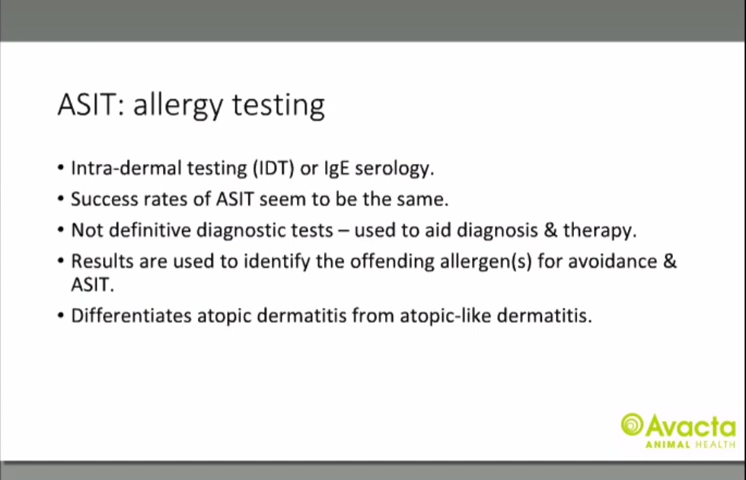 ASIT: allergy testing
• Intra-dermal testing (IDT) or IgE serology.
• Success rates of ASIT seem to be the same.
• Not definitive diagnostic tests – used to aid diagnosis & therapy.
• Results are used to identify the offending allergen(s) for avoidance &
ASIT.
• Differentiates atopic dermatitis from atopic-like dermatitis.
Avacta
ANIMAL HEALTH